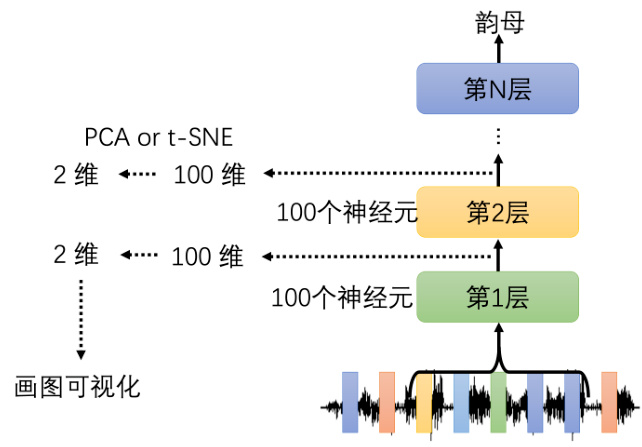 韵母
第N层
PCA or t-SNE
2 维
100 维
100个神经元
第2层
2 维
100 维
100个神经元
第1层
画图可视化